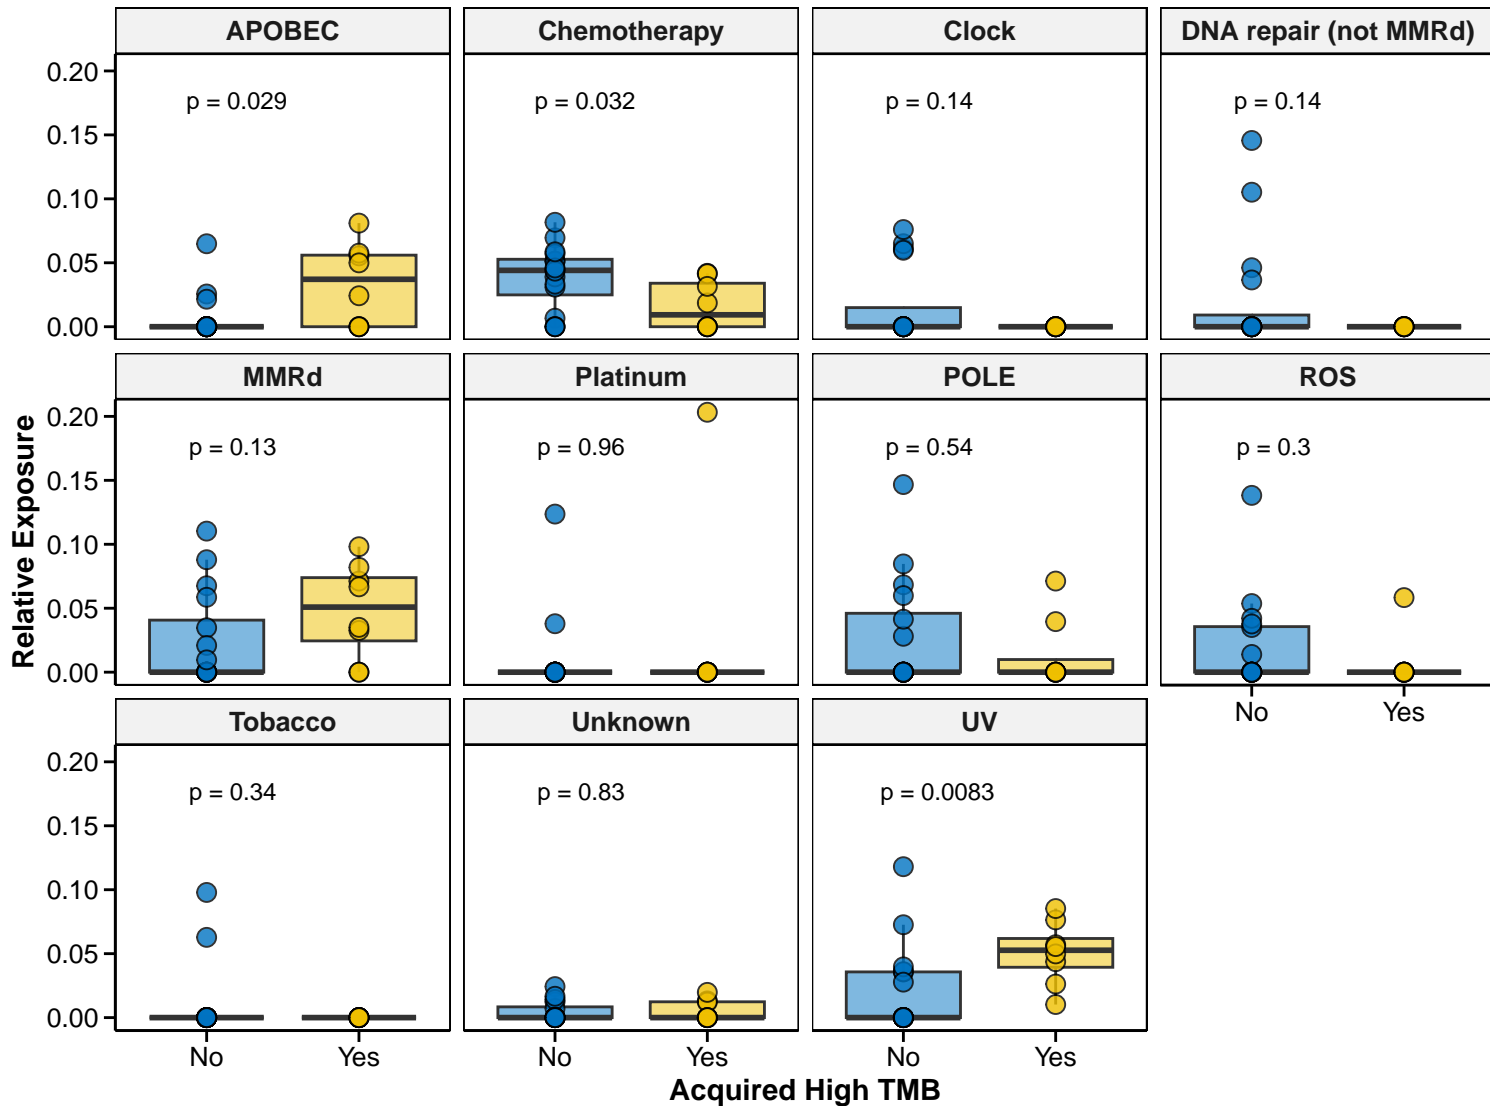 APOBEC Chemotherapy Clock DNA repair (not MMRd)
0.20
p = 0.029 p = 0.032 p = 0.14 p = 0.14
0.15
0.10
0.05
0.00
MMRd Platinum POLE ROS
0.20
p = 0.13 p = 0.96 p = 0.54 p = 0.3
0.15
0.10
0.05
0.00
No Yes
Relative Exposure
Tobacco Unknown UV
0.20
p = 0.34 p = 0.83 p = 0.0083
0.15
0.10
0.05
0.00
No Yes No Yes No Yes
Acquired High TMB